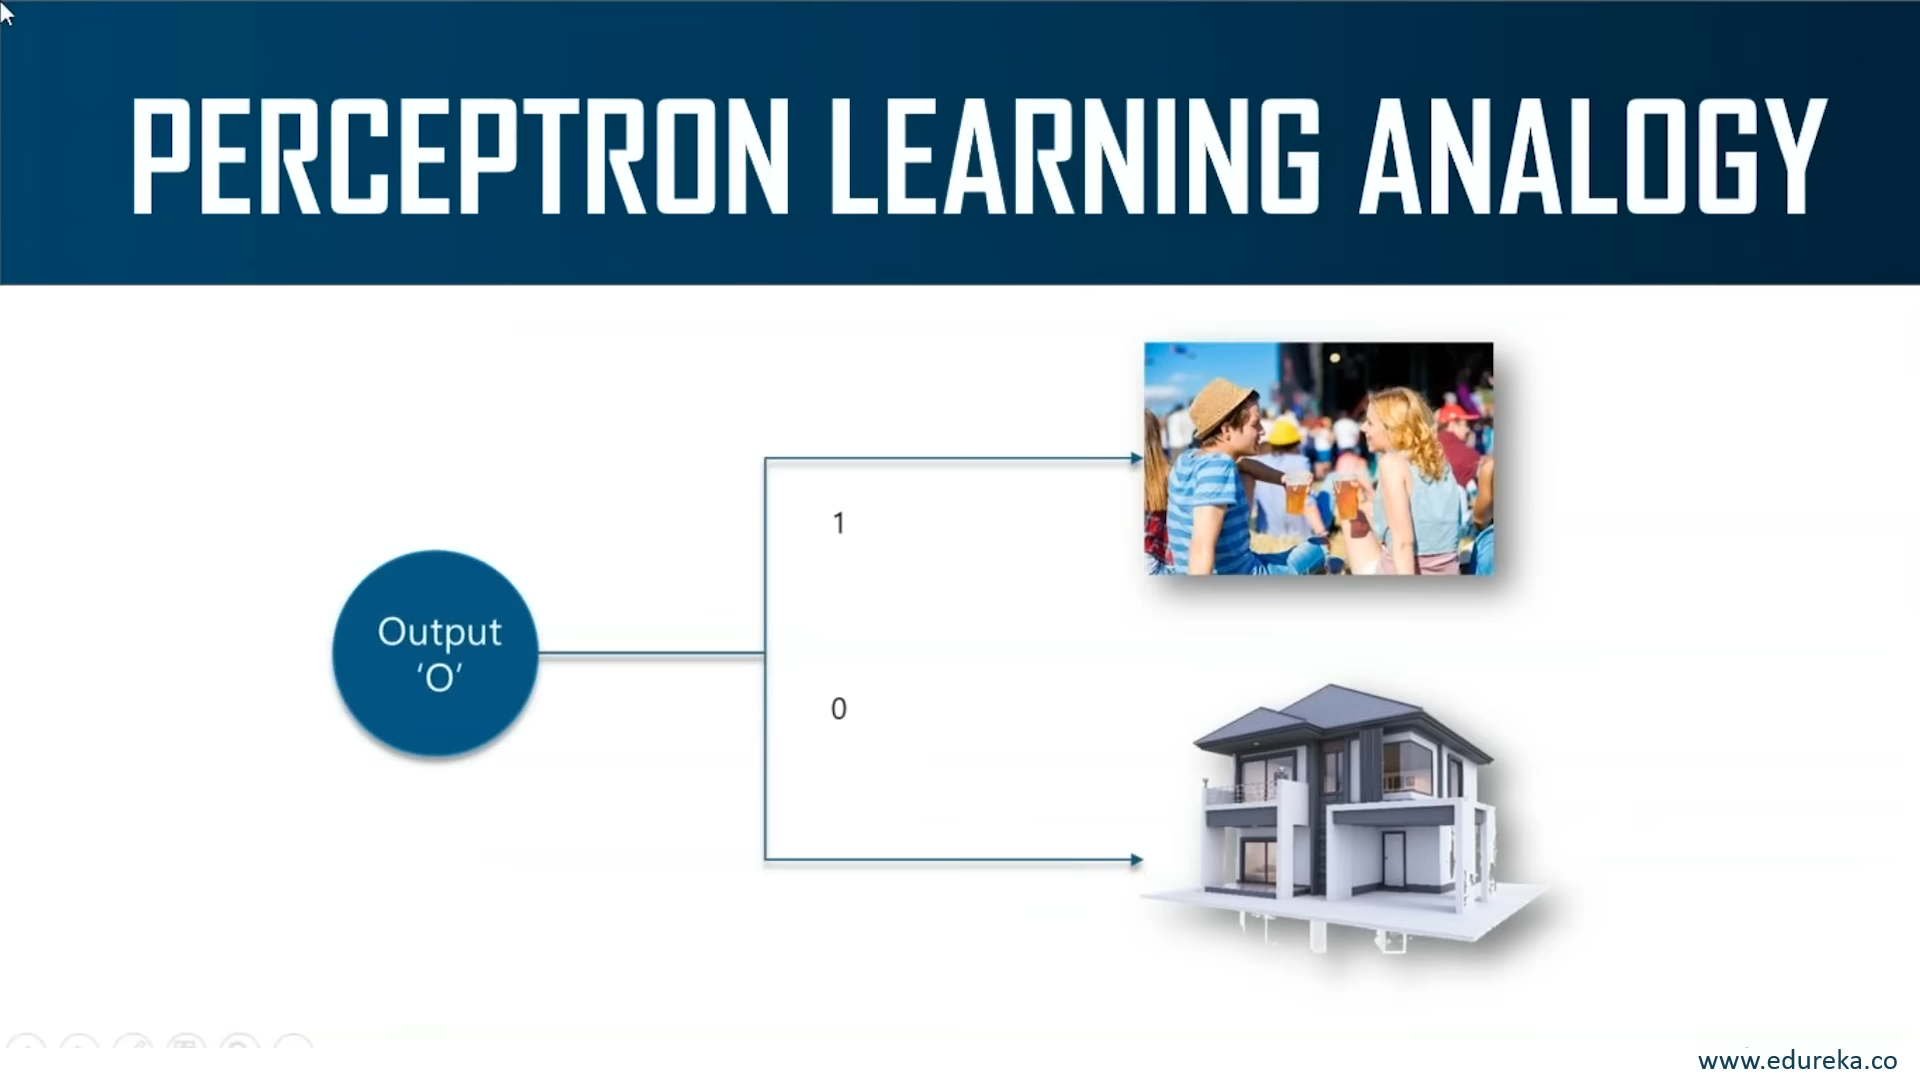 PERCEPTRON LEARNING ANALOGY
1
Output
‘O’
0
www.edureka.co